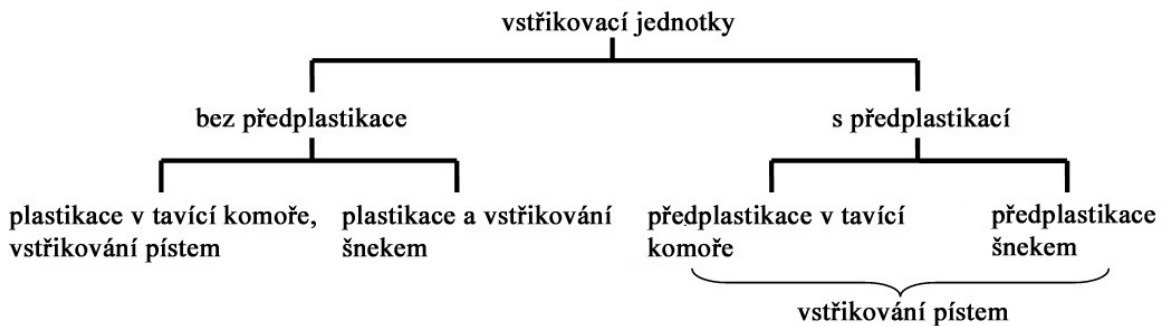 vstřikovací jednotky
bez předplastikace
s předplastikací
plastikace v tavící komoře,
vstřikování pístem
plastikace a vstřikování
šnekem
předplastikace v tavící
komoře
předplastikace
šnekem
vstřikování pístem